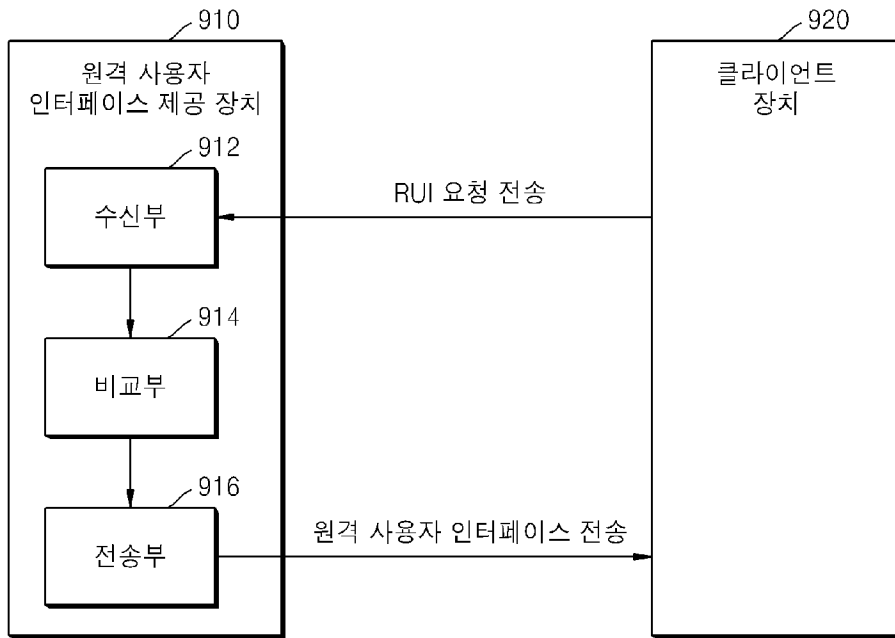 910
920
원격 사용자
인터페이스 제공 장치
클라이언트
장치
912
수신부
RUI 요청 전송
914
비교부
916
전송부
원격 사용자 인터페이스 전송